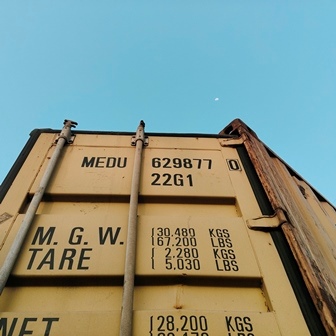 MEDU 629877 0
22G1
M. G. W. 30.480 KGS
67.200 LBS
TARE 2.280 KGS
5.030 LBS
NET 28.200 KGS
LBS